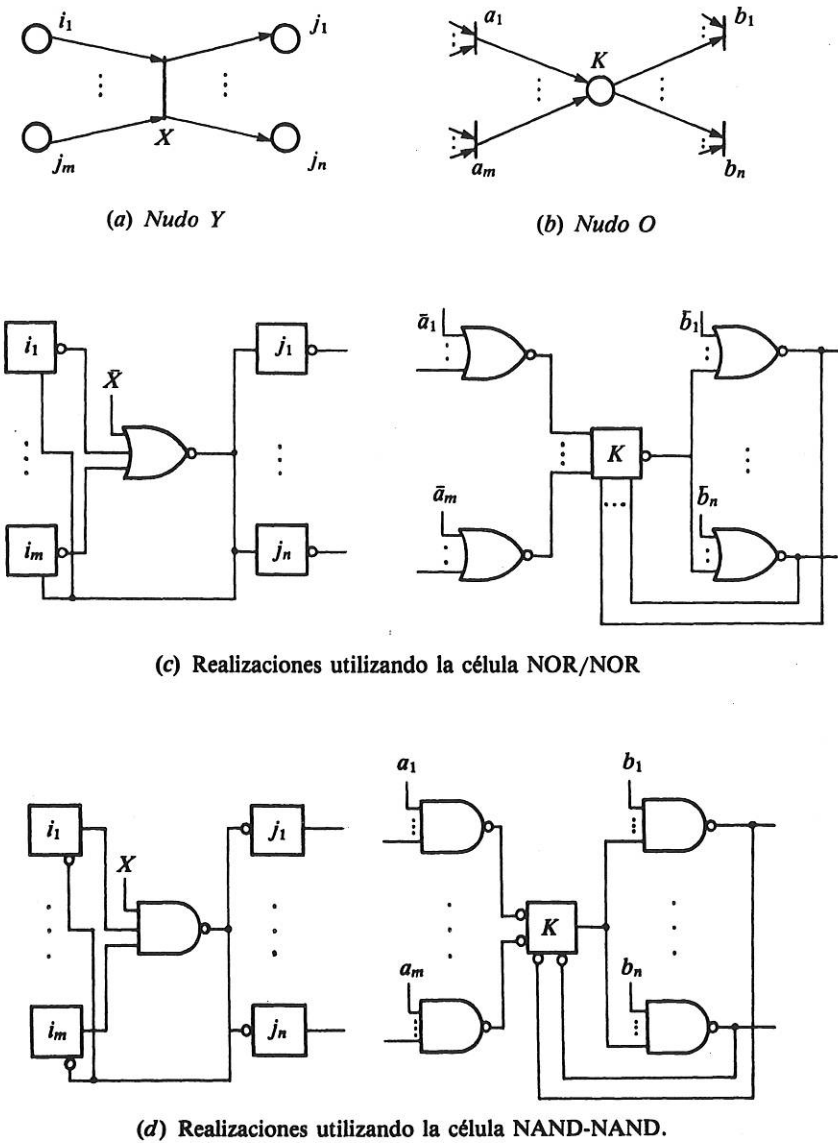 i₁ j₁ a₁ b₁
K
X
jₘ jₙ aₘ bₙ
(a) Nudo Y (b) Nudo O
i₁ j₁ ā₁ b̄₁
X̄
K
āₘ b̄ₙ
iₘ jₙ
(c) Realizaciones utilizando la célula NOR/NOR
a₁ b₁
i₁ j₁
X
K
aₘ bₙ
iₘ jₙ
(d) Realizaciones utilizando la célula NAND-NAND.